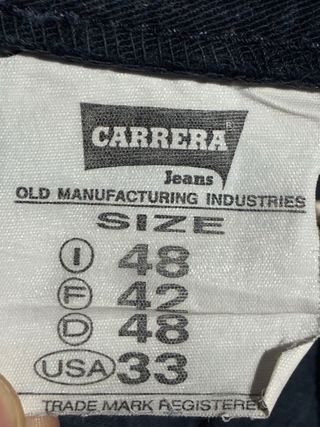 CARRERA
Jeans
OLD MANUFACTURING INDUSTRIES
SIZE
I 48
F 42
D 48
USA 33
TRADE MARK REGISTERED